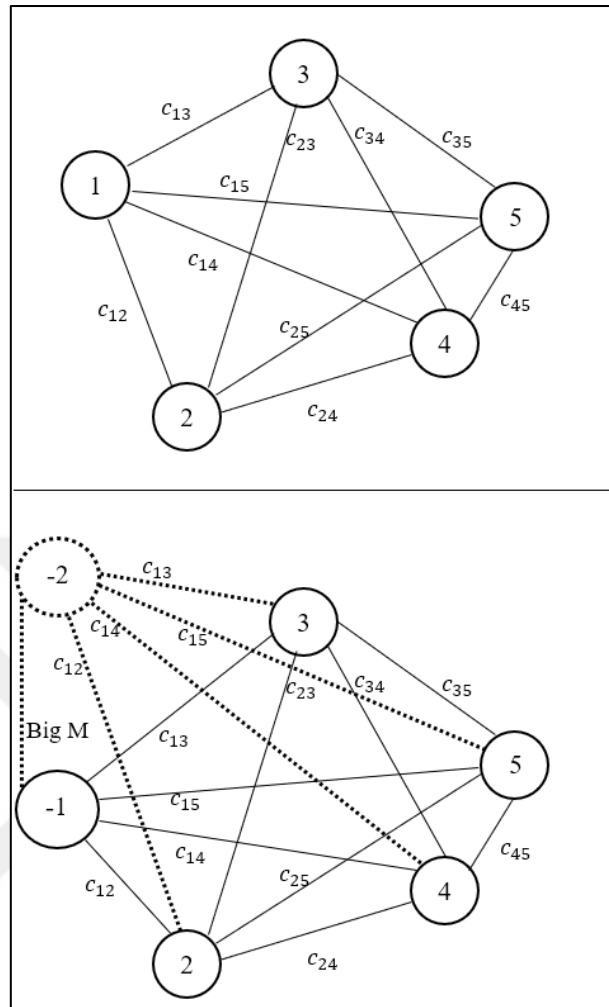 3
c₁₃
c₂₃
c₃₄
c₃₅
1
c₁₅
5
c₁₄
c₁₂
c₄₅
c₂₅
4
2
c₂₄
-2
c₁₃
3
c₁₄
c₁₅
c₁₂
c₂₃
c₃₄
c₃₅
Big M
c₁₃
5
-1
c₁₅
c₁₄
c₄₅
c₁₂
c₂₅
4
2
c₂₄